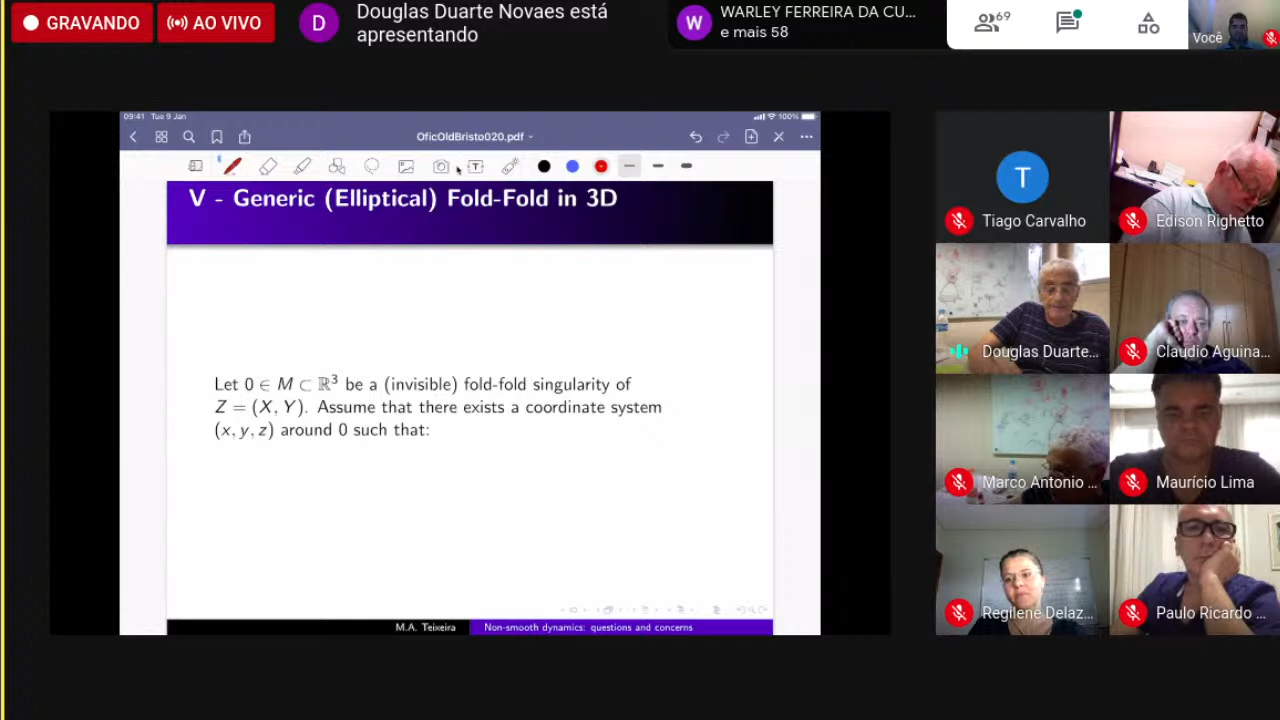 GRAVANDO
AO VIVO
D
Douglas Duarte Novaes está
apresentando
W
WARLEY FERREIRA DA CU...
e mais 58
69
Você
09:41 Tue 9 Jan
100%
OficOldBristo020.pdf
T
V - Generic (Elliptical) Fold-Fold in 3D
Let 0 ∈ M ⊂ ℝ³ be a (invisible) fold-fold singularity of
Z = (X, Y). Assume that there exists a coordinate system
(x, y, z) around 0 such that:
M.A. Teixeira
Non-smooth dynamics: questions and concerns
T
Tiago Carvalho
Edison Righetto
Douglas Duarte...
Claudio Aguina...
Marco Antonio ...
Maurício Lima
Regilene Delaz...
Paulo Ricardo ...